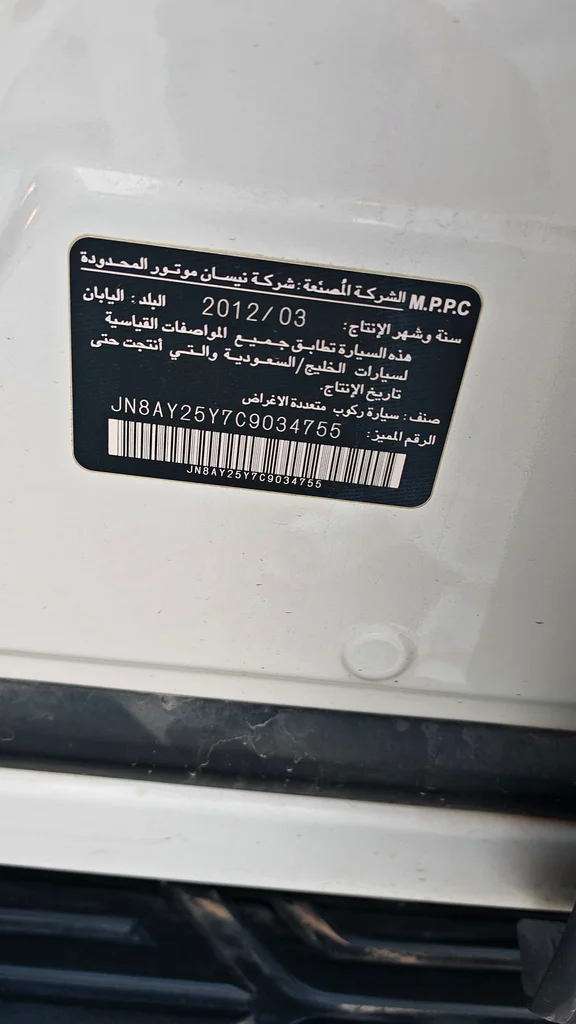 M.P.P.C الشركة المُصنّعة: شركة نيسان موتور المحدودة
سنة وشهر الإنتاج: 2012/03 البلد: اليابان
هذه السيارة تطابق جميع المواصفات القياسية
لسيارات الخليج/السعودية والتي أنتجت حتى
تاريخ الإنتاج.
صنف: سيارة ركوب متعددة الاغراض
الرقم المميز: JN8AY25Y7C9034755
JN8AY25Y7C9034755